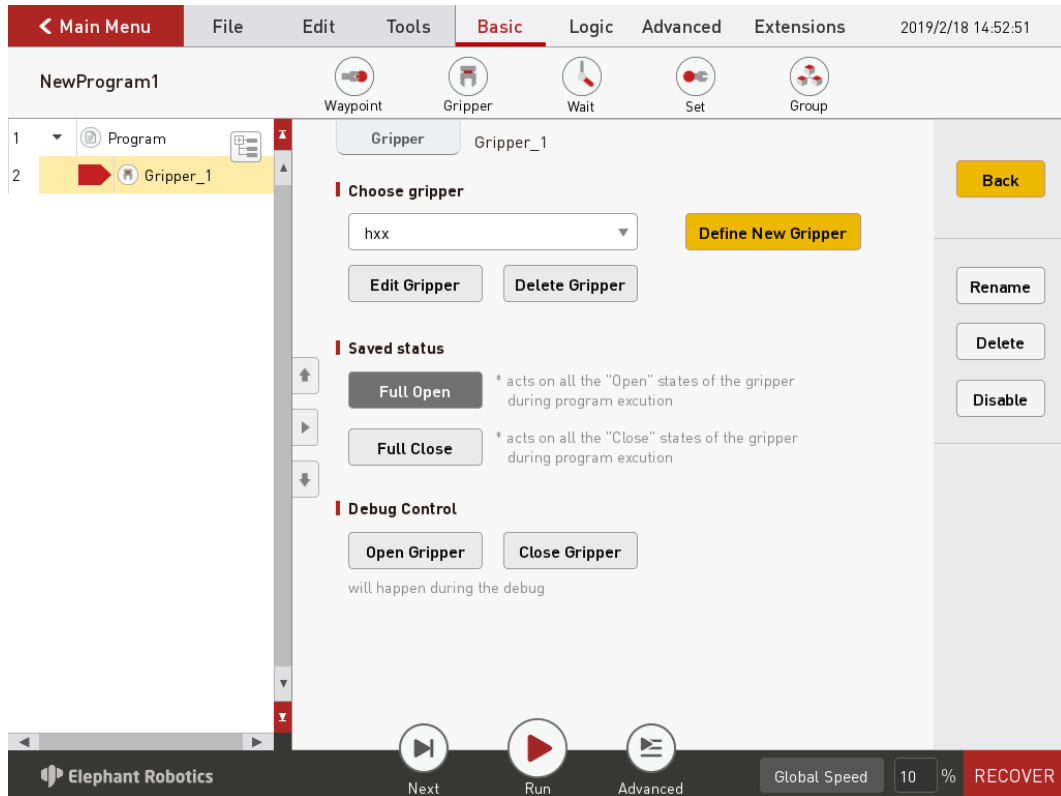 Main Menu File Edit Tools Basic Logic Advanced Extensions 2019/2/18 14:52:51
NewProgram1
Waypoint Gripper Wait Set Group
1 Program
2 Gripper_1
Gripper Gripper_1
Choose gripper
hxx Define New Gripper
Edit Gripper Delete Gripper
Saved status
Full Open * acts on all the "Open" states of the gripper
during program excution
Full Close * acts on all the "Close" states of the gripper
during program excution
Debug Control
Open Gripper Close Gripper
will happen during the debug
Back
Rename
Delete
Disable
Elephant Robotics
Next Run Advanced
Global Speed 10 % RECOVER